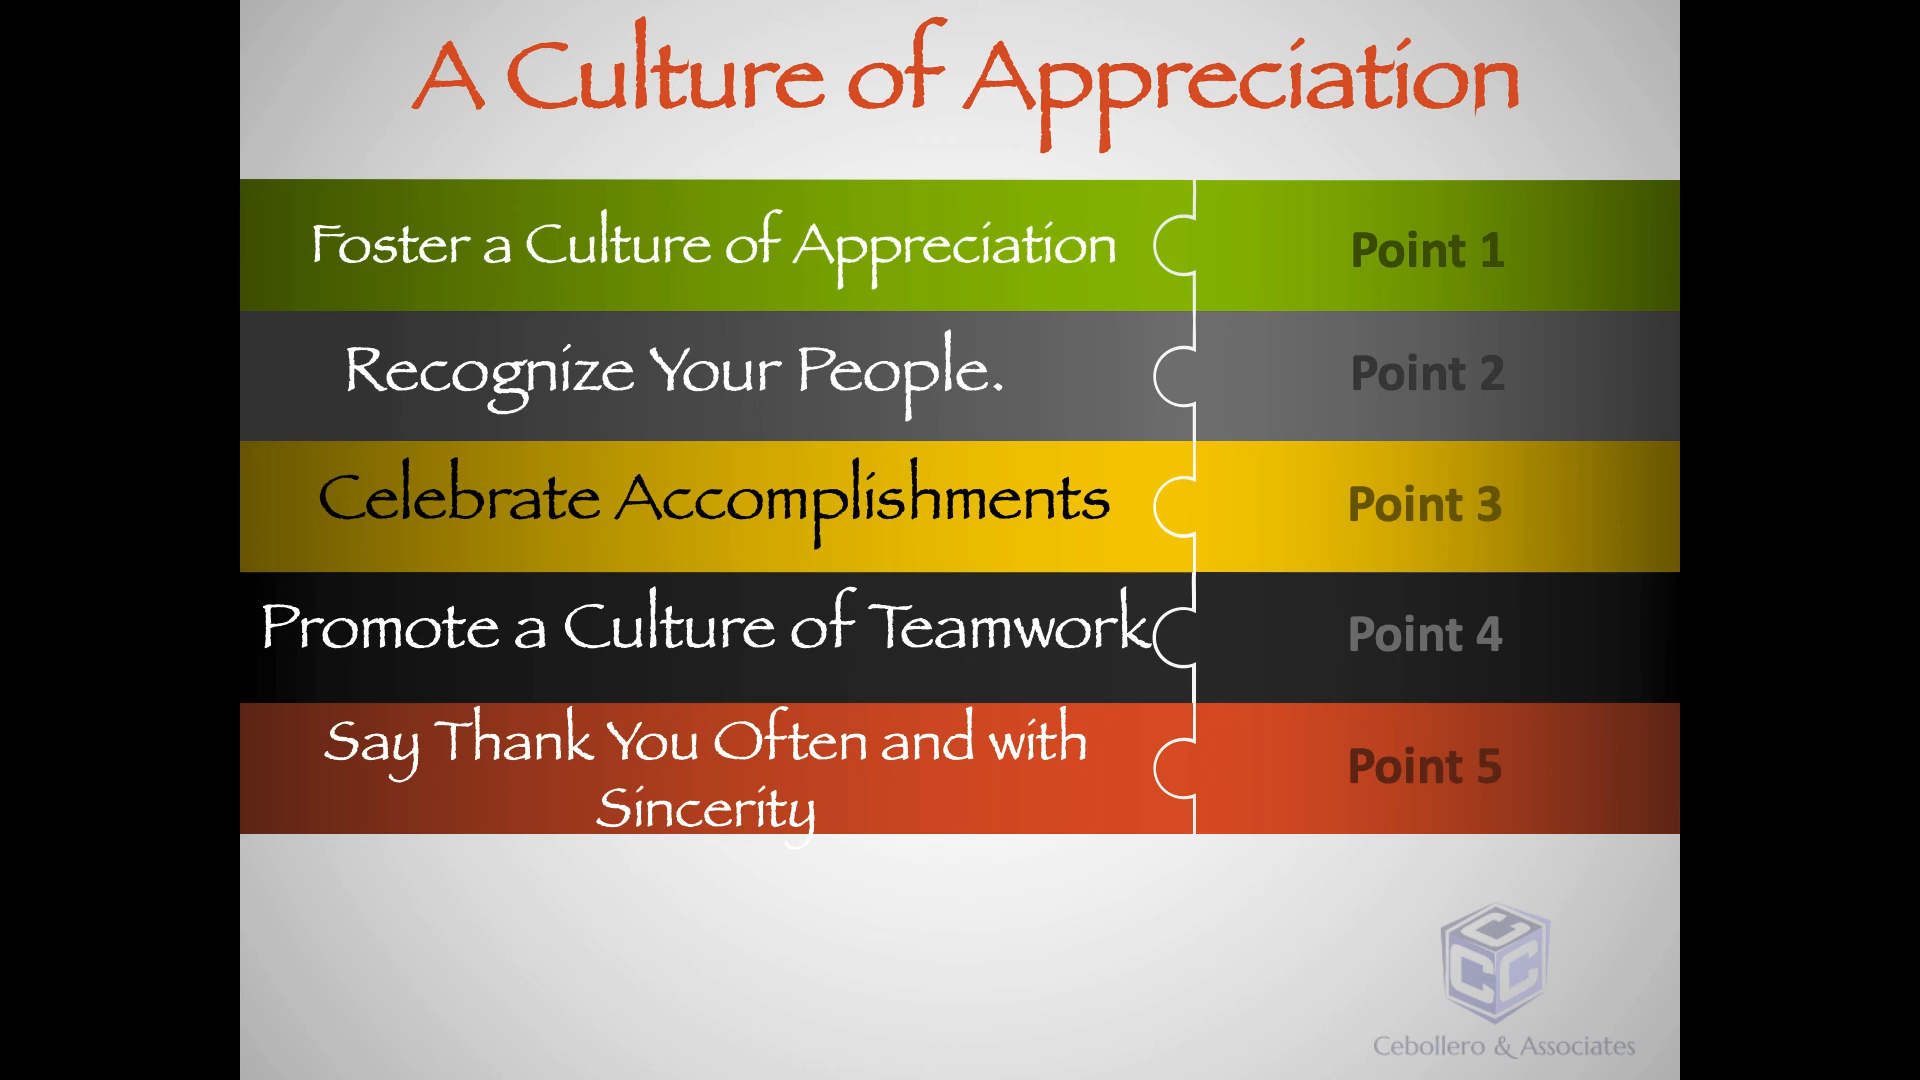 A Culture of Appreciation
Foster a Culture of Appreciation
Point 1
Recognize Your People.
Point 2
Celebrate Accomplishments
Point 3
Promote a Culture of Teamwork
Point 4
Say Thank You Often and with
Sincerity
Point 5
C
C C
Cebollero & Associates